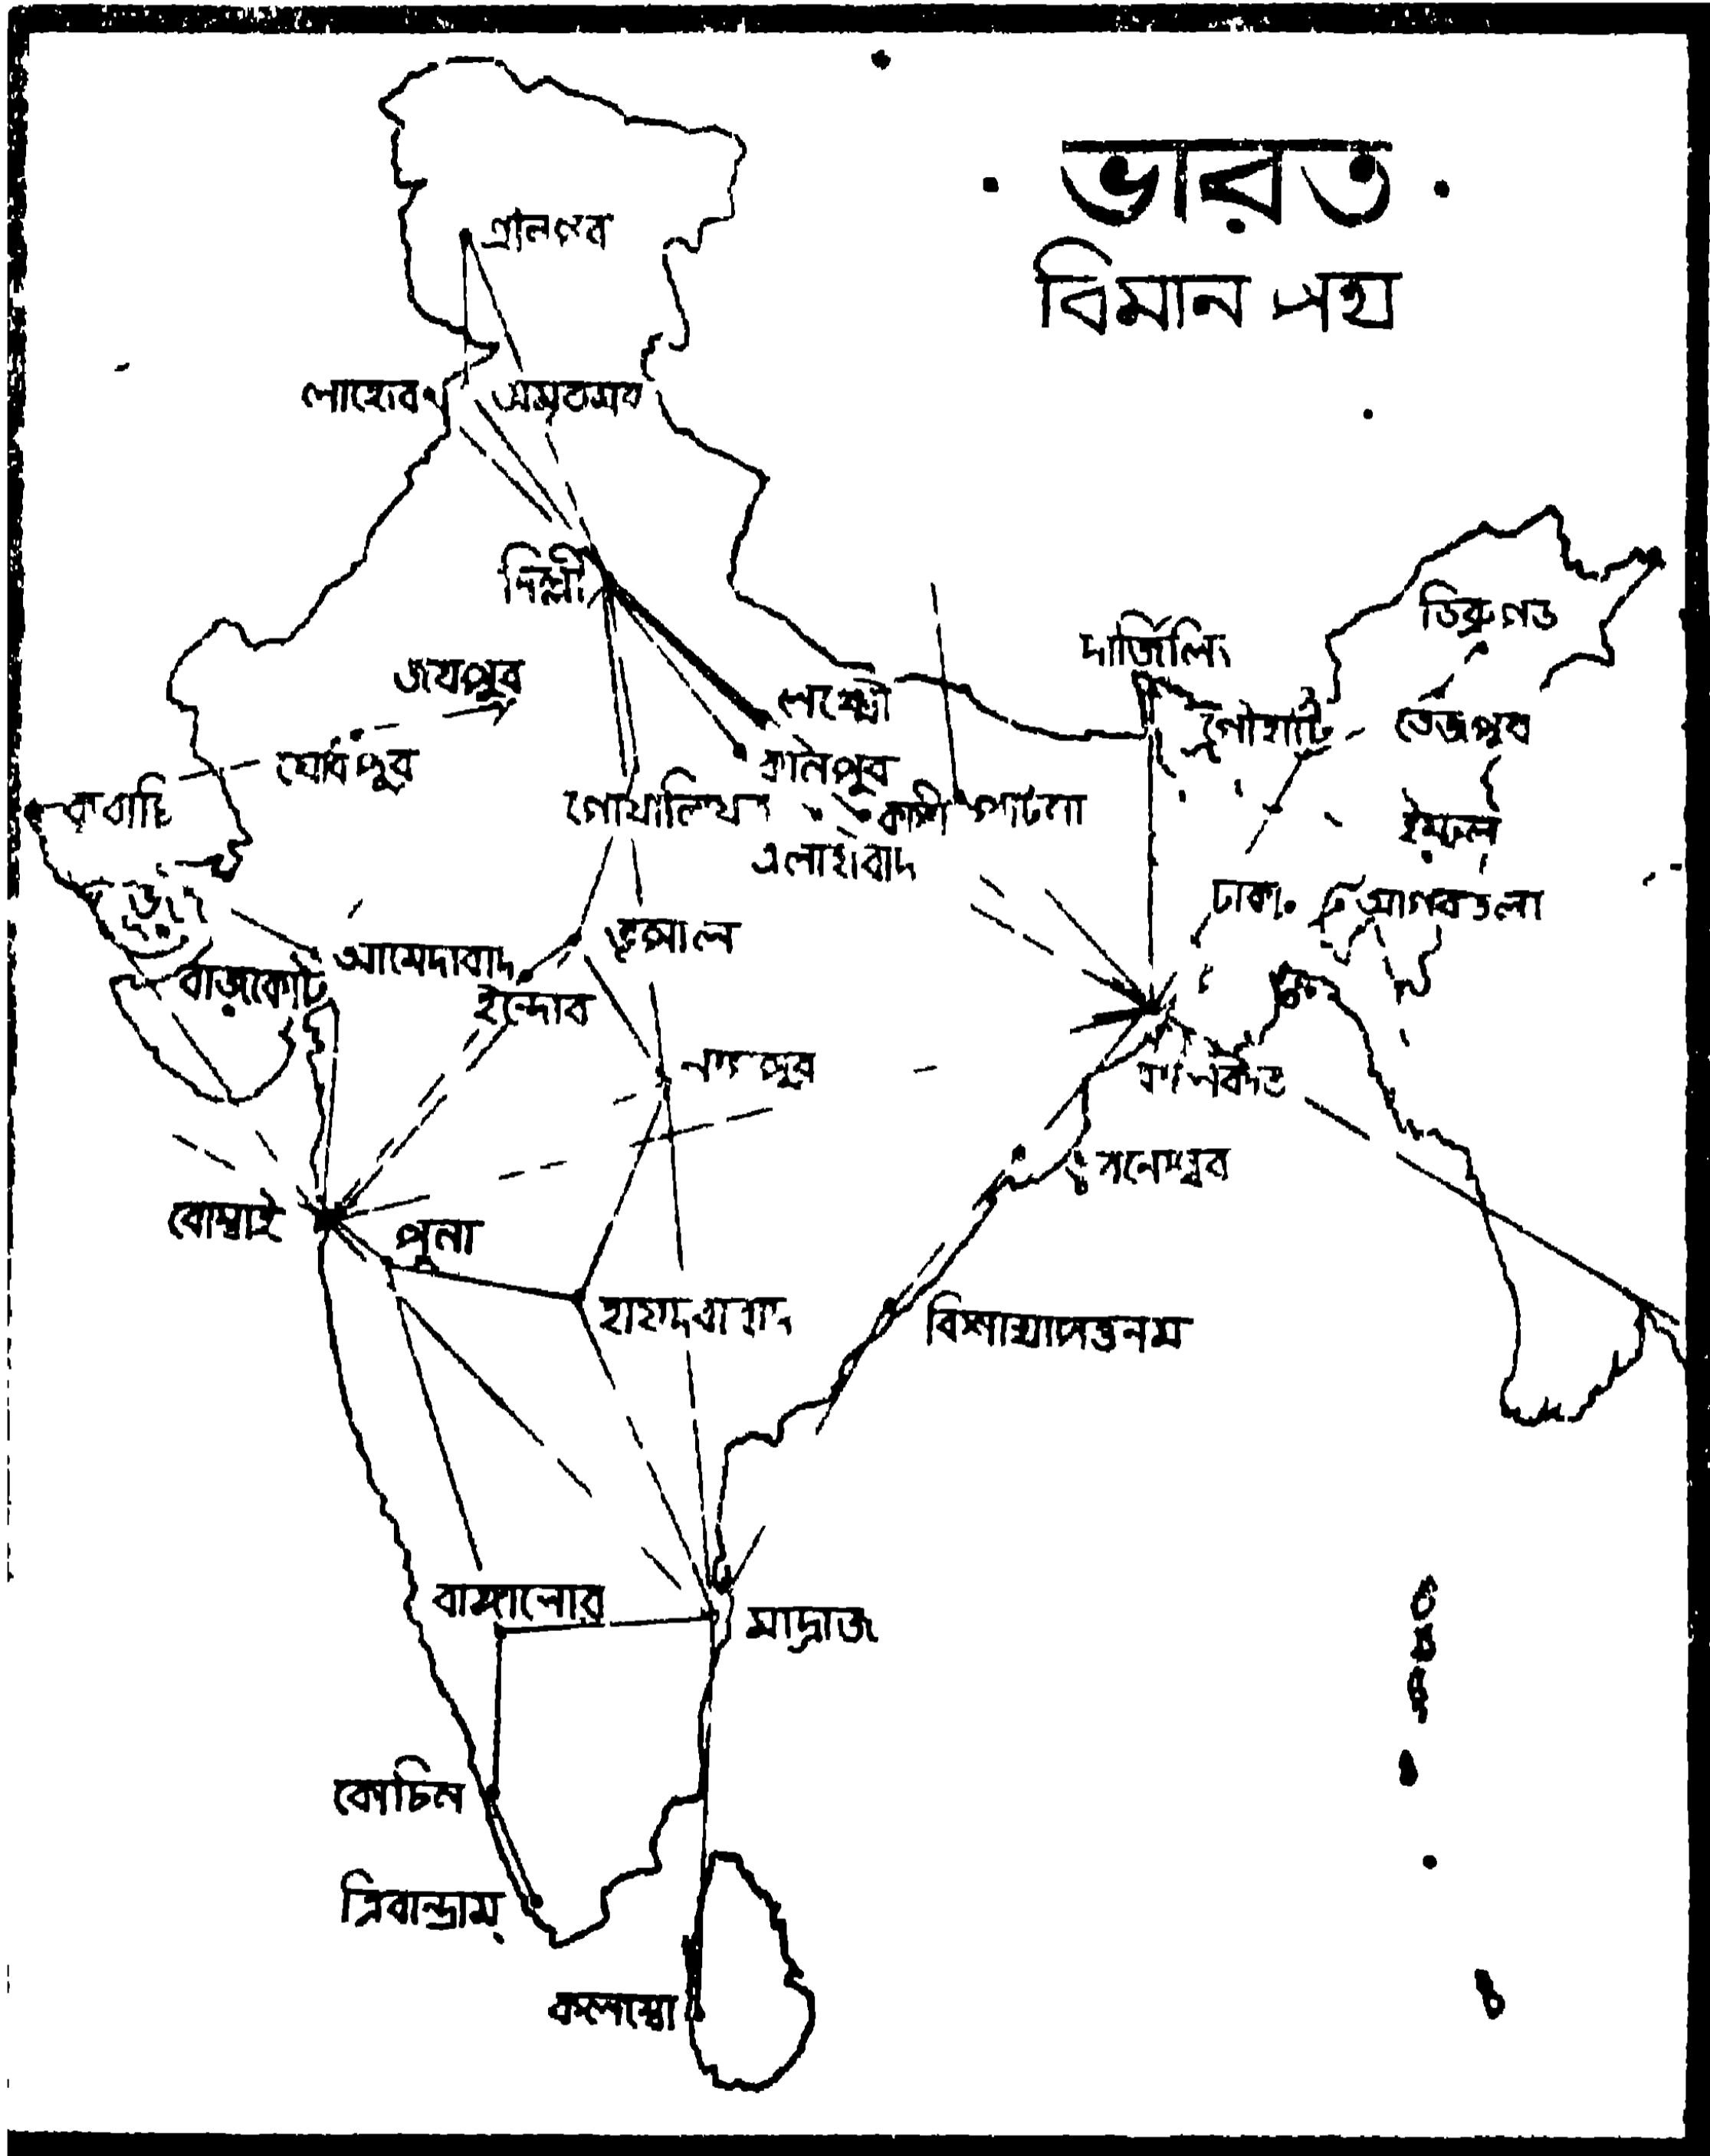 ভারত
বিমান পথ
শ্রীনগর
লাহোর
অমৃতসর
দিল্লী
দার্জিলিং
ডিব্রুগড
জয়পুর
লক্ষ্ণৌ
গৌহাটি
তেজপুর
যোধপুর
কানপুর
করাচি
গোয়ালিয়র
কাশী
পাটনা
ইম্ফল
এলাহাবাদ
ঢাকা
আগরতলা
ভুজ
ভূপাল
আমেদাবাদ
রাজকোট
ইন্দোর
নাগপুর
কলিকাতা
বোম্বাই
পুনা
বিশাখাপত্তনম
বাঙ্গালোর
মাদ্রাজ
কোচিন
ত্রিবান্দ্রাম্
কলম্বো